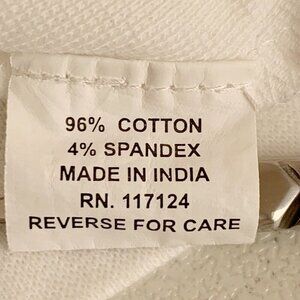 96% COTTON
4% SPANDEX
MADE IN INDIA
RN. 117124
REVERSE FOR CARE